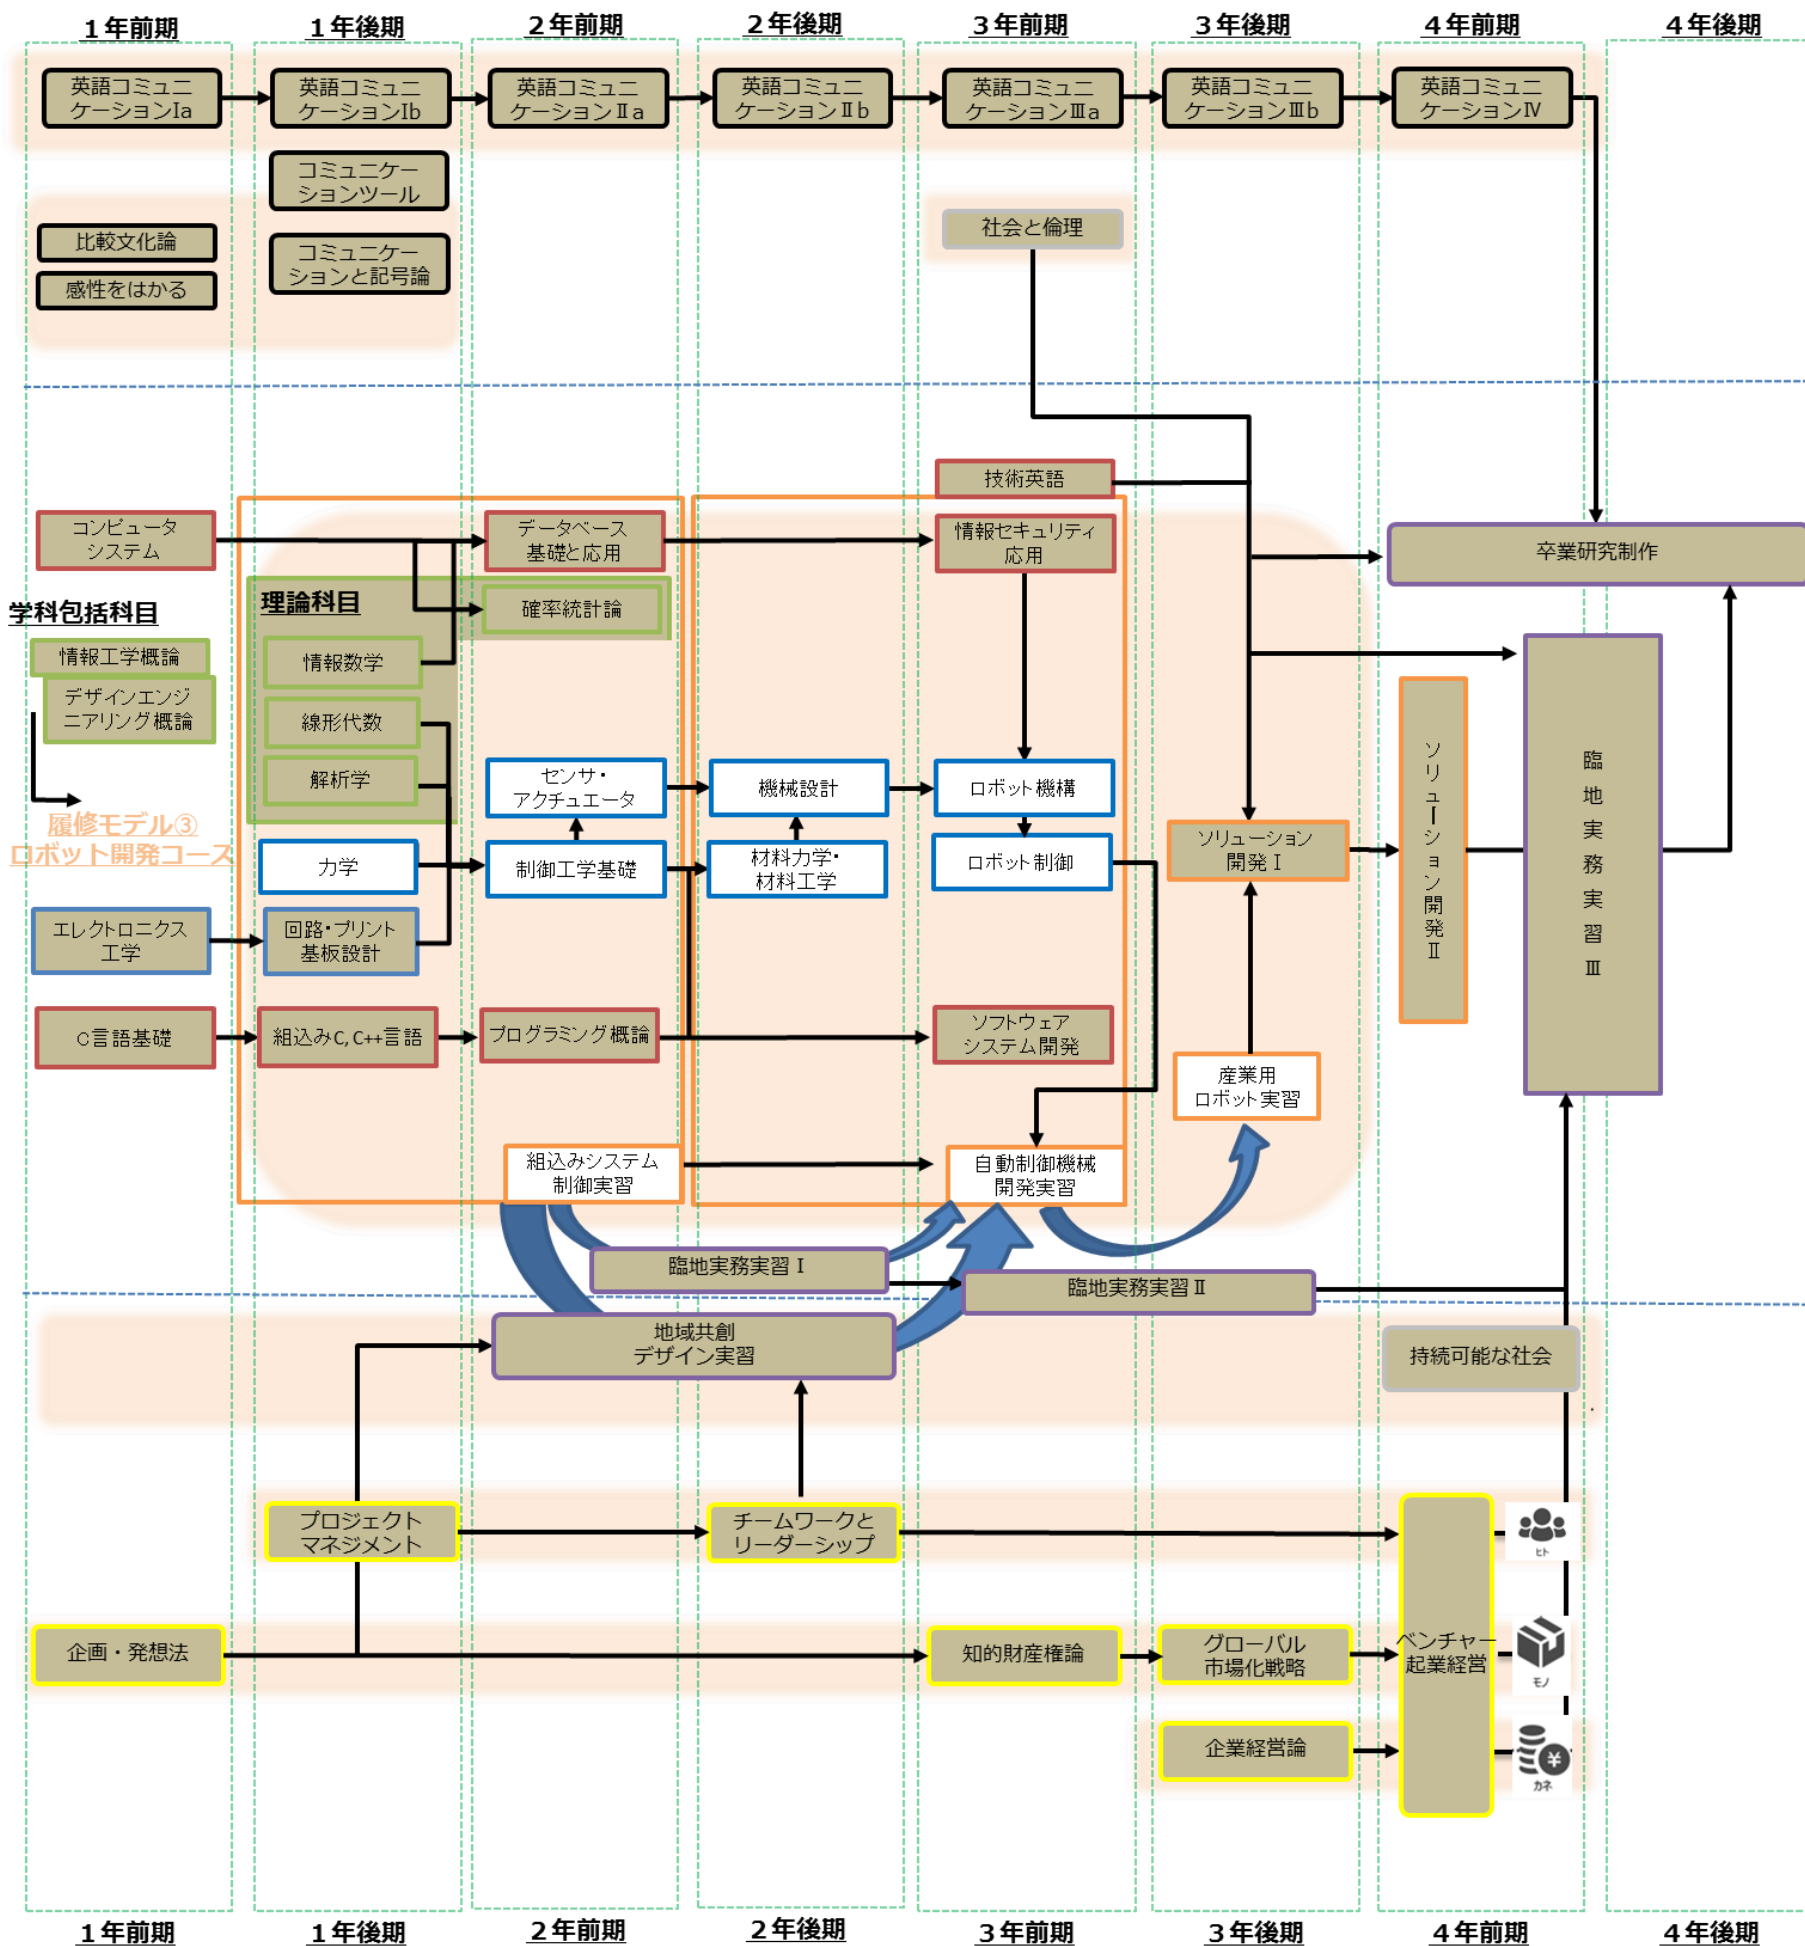 １年前期
１年後期
２年前期
２年後期
３年前期
３年後期
４年前期
４年後期
英語コミュニ
ケーションⅠa
英語コミュニ
ケーションⅠb
英語コミュニ
ケーションⅡa
英語コミュニ
ケーションⅡb
英語コミュニ
ケーションⅢa
英語コミュニ
ケーションⅢb
英語コミュニ
ケーションⅣ
コミュニケー
ションツール
比較文化論
コミュニケー
ションと記号論
社会と倫理
感性をはかる
技術英語
コンピュータ
システム
データベース
基礎と応用
情報セキュリティ
応用
卒業研究制作
学科包括科目
理論科目
確率統計論
情報工学概論
情報数学
デザインエンジ
ニアリング概論
線形代数
解析学
センサ・
アクチュエータ
機械設計
ロボット機構
ソリューション開発Ⅱ
臨地実務実習Ⅲ
履修モデル③
ロボット開発コース
力学
制御工学基礎
材料力学・
材料工学
ロボット制御
ソリューション
開発Ⅰ
エレクトロニクス
工学
回路・プリント
基板設計
C言語基礎
組込みC, C++言語
プログラミング概論
ソフトウェア
システム開発
産業用
ロボット実習
組込みシステム
制御実習
自動制御機械
開発実習
臨地実務実習Ⅰ
臨地実務実習Ⅱ
地域共創
デザイン実習
持続可能な社会
.
プロジェクト
マネジメント
チームワークと
リーダーシップ
ヒト
企画・発想法
知的財産権論
グローバル
市場化戦略
ベンチャー
起業経営
モノ
企業経営論
¥
カネ
１年前期
１年後期
２年前期
２年後期
３年前期
３年後期
４年前期
４年後期